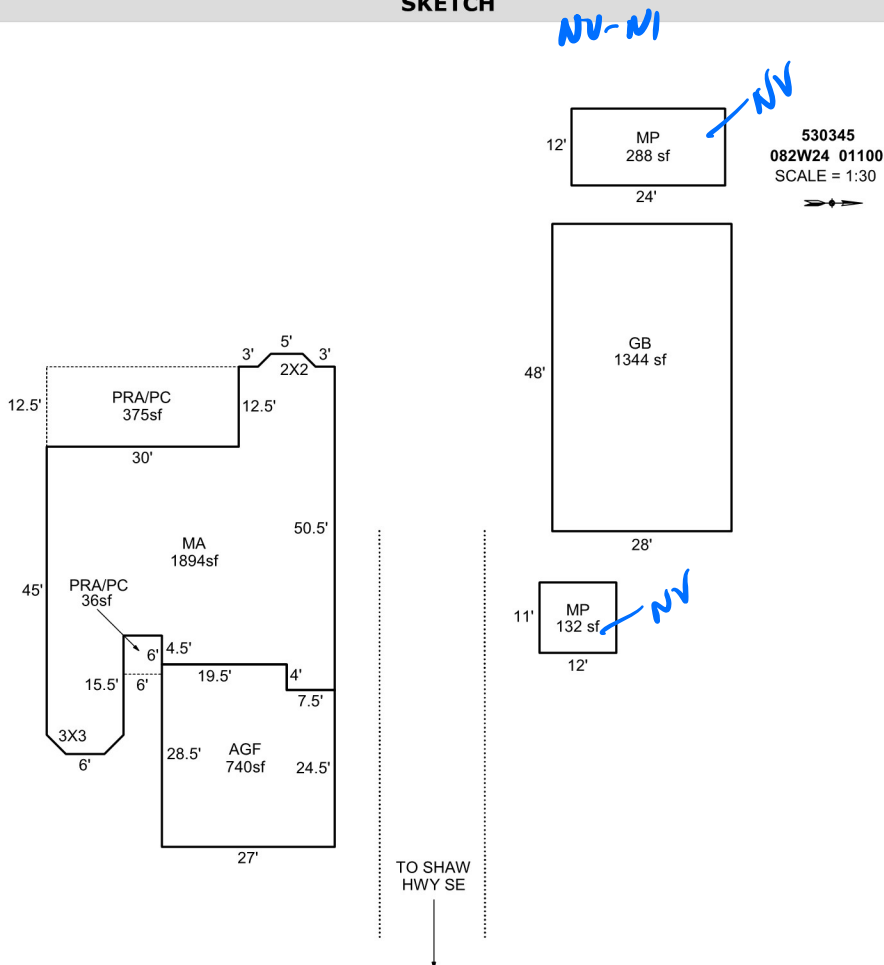 SKETCH
NV-NI
NV
12'
MP
288 sf
24'
530345
082W24 01100
SCALE = 1:30
48'
GB
1344 sf
28'
5'
3'
3'
2X2
12.5'
PRA/PC
375sf
12.5'
30'
50.5'
MA
1894sf
45'
PRA/PC
36sf
6'
4.5'
19.5'
4'
7.5'
15.5'
6'
3X3
6'
28.5'
AGF
740sf
24.5'
27'
11'
MP
132 sf
NV
12'
TO SHAW
HWY SE